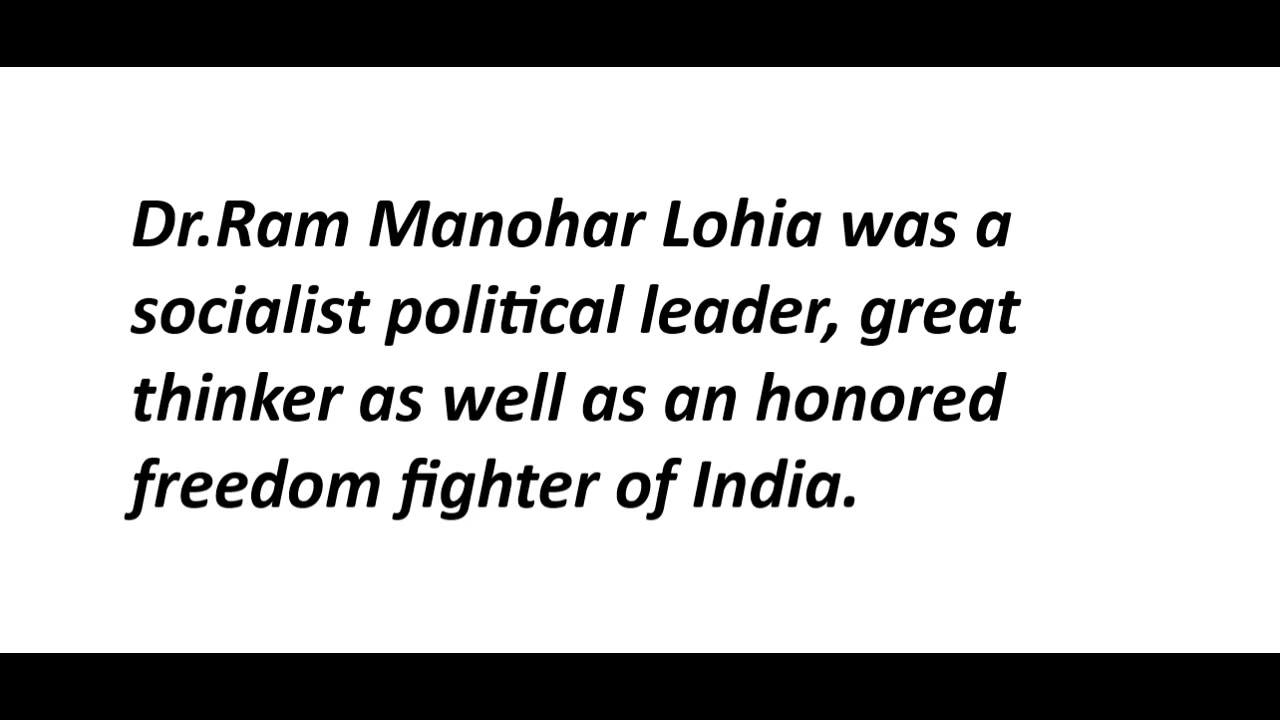 Dr.Ram Manohar Lohia was a
socialist political leader, great
thinker as well as an honored
freedom fighter of India.